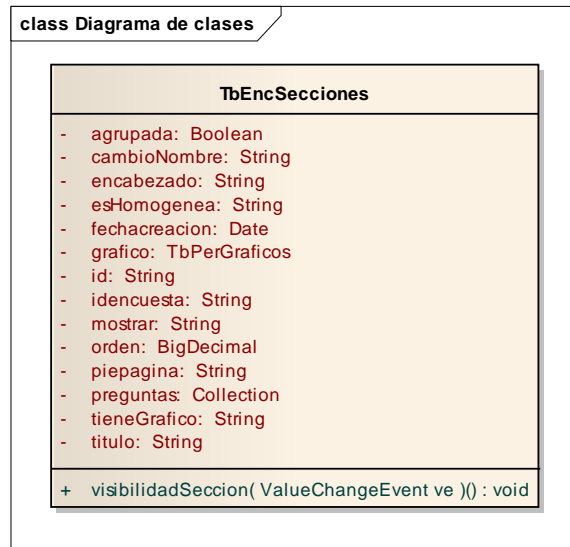 class Diagrama de clases
TbEncSecciones
- agrupada: Boolean
- cambioNombre: String
- encabezado: String
- esHomogenea: String
- fechacreacion: Date
- grafico: TbPerGraficos
- id: String
- idencuesta: String
- mostrar: String
- orden: BigDecimal
- piepagina: String
- preguntas: Collection
- tieneGrafico: String
- titulo: String
+ visibilidadSeccion( ValueChangeEvent ve )() : void